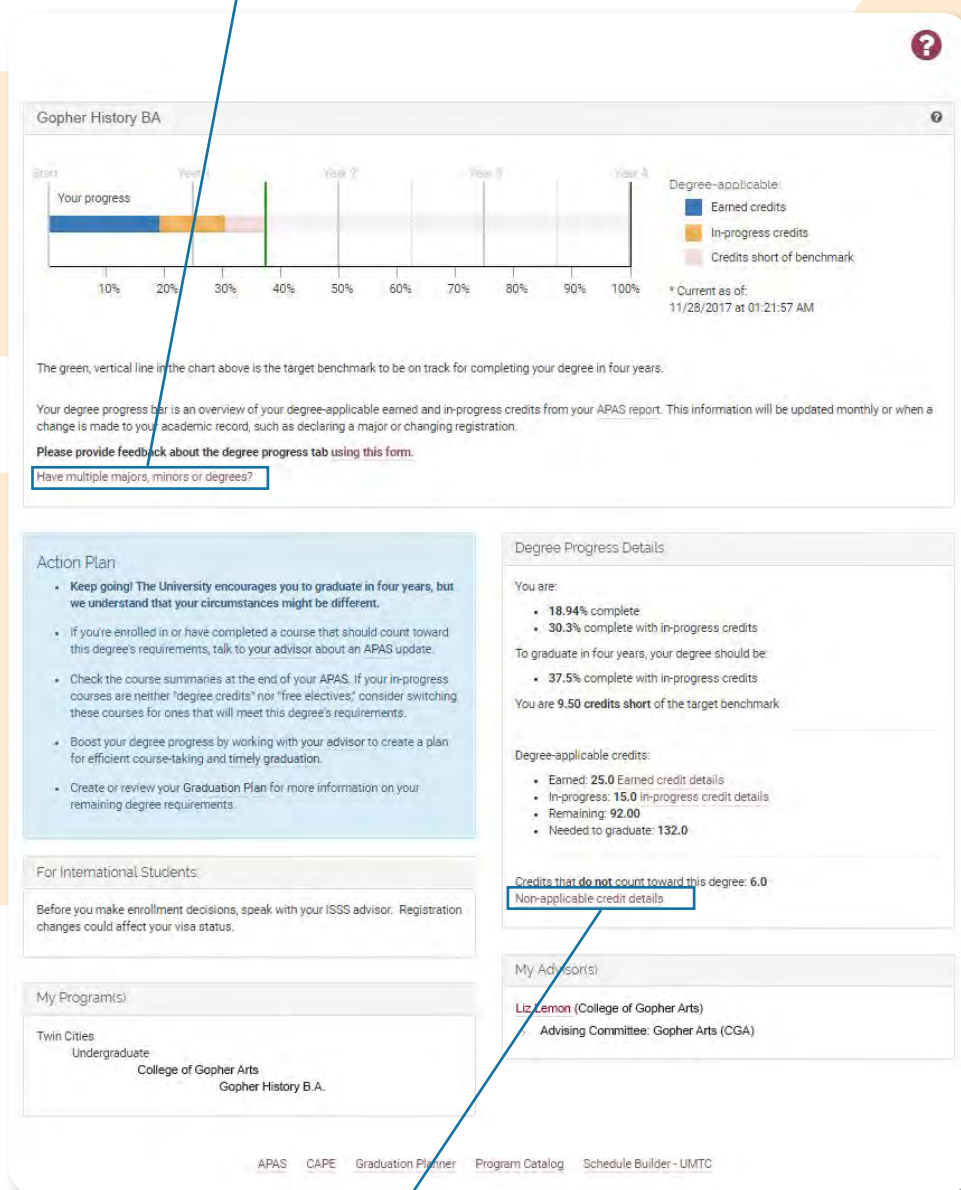 Gopher History BA
Start Year 1 Year 2 Year 3 Year 4
Your progress
10% 20% 30% 40% 50% 60% 70% 80% 90% 100%
Degree-applicable:
Earned credits
In-progress credits
Credits short of benchmark
* Current as of:
11/28/2017 at 01:21:57 AM
The green, vertical line in the chart above is the target benchmark to be on track for completing your degree in four years.
Your degree progress bar is an overview of your degree-applicable earned and in-progress credits from your APAS report. This information will be updated monthly or when a
change is made to your academic record, such as declaring a major or changing registration.
Please provide feedback about the degree progress tab using this form.
Have multiple majors, minors or degrees?
Action Plan
• Keep going! The University encourages you to graduate in four years, but
we understand that your circumstances might be different.
• If you're enrolled in or have completed a course that should count toward
this degree's requirements, talk to your advisor about an APAS update.
• Check the course summaries at the end of your APAS. If your in-progress
courses are neither "degree credits" nor "free electives," consider switching
these courses for ones that will meet this degree's requirements.
• Boost your degree progress by working with your advisor to create a plan
for efficient course-taking and timely graduation.
• Create or review your Graduation Plan for more information on your
remaining degree requirements.
For International Students:
Before you make enrollment decisions, speak with your ISSS advisor. Registration
changes could affect your visa status.
My Program(s)
Twin Cities
Undergraduate
College of Gopher Arts
Gopher History B.A.
Degree Progress Details
You are:
• 18.94% complete
• 30.3% complete with in-progress credits
To graduate in four years, your degree should be:
• 37.5% complete with in-progress credits
You are 9.50 credits short of the target benchmark
Degree-applicable credits:
• Earned: 25.0 Earned credit details
• In-progress: 15.0 In-progress credit details
• Remaining: 92.00
• Needed to graduate: 132.0
Credits that do not count toward this degree: 6.0
Non-applicable credit details
My Advisor(s)
Liz Lemon (College of Gopher Arts)
Advising Committee: Gopher Arts (CGA)
APAS CAPE Graduation Planner Program Catalog Schedule Builder - UMTC